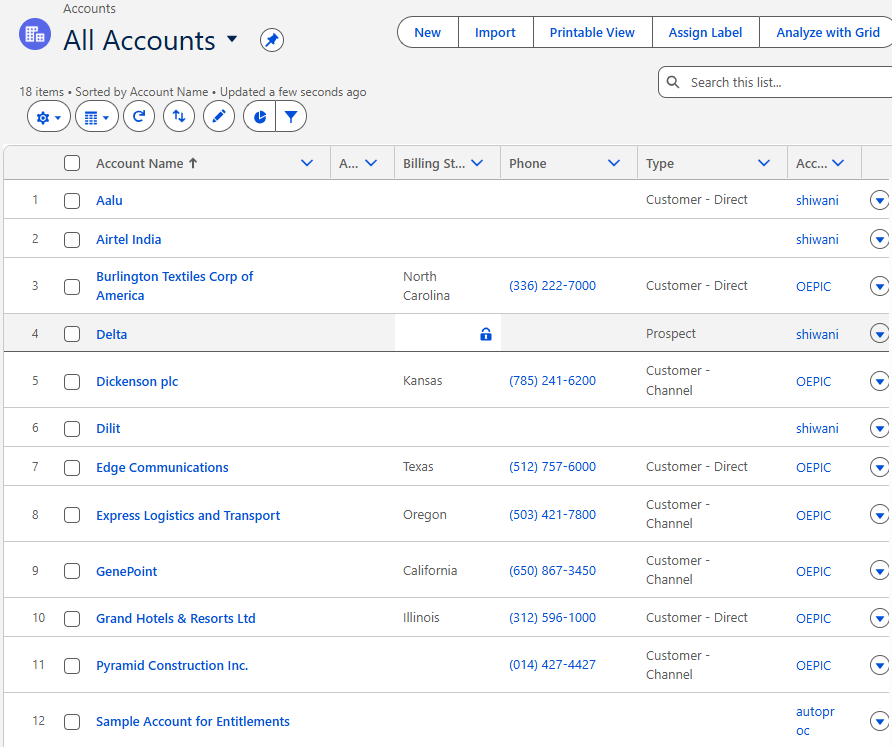 Accounts
All Accounts
New Import Printable View Assign Label Analyze with Grid
18 items • Sorted by Account Name • Updated a few seconds ago
Search this list...
Account Name A... Billing St... Phone Type Acc...
1 Aalu Customer - Direct shiwani
2 Airtel India shiwani
3 Burlington Textiles Corp of America North Carolina (336) 222-7000 Customer - Direct OEPIC
4 Delta Prospect shiwani
5 Dickenson plc Kansas (785) 241-6200 Customer - Channel OEPIC
6 Dilit shiwani
7 Edge Communications Texas (512) 757-6000 Customer - Direct OEPIC
8 Express Logistics and Transport Oregon (503) 421-7800 Customer - Channel OEPIC
9 GenePoint California (650) 867-3450 Customer - Channel OEPIC
10 Grand Hotels & Resorts Ltd Illinois (312) 596-1000 Customer - Direct OEPIC
11 Pyramid Construction Inc. (014) 427-4427 Customer - Channel OEPIC
12 Sample Account for Entitlements autoproc